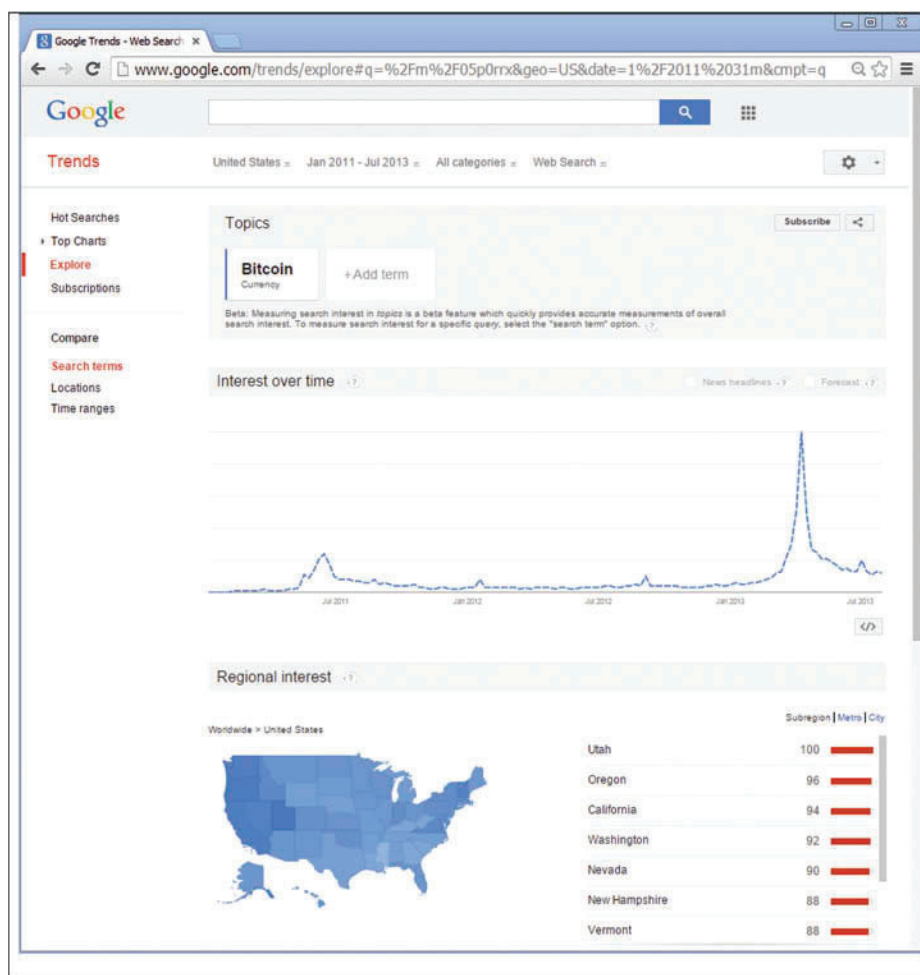 Google Trends - Web Search
www.google.com/trends/explore#q=%2Fm%2F05p0rrx&geo=US&date=1%2F2011%2031m&cmpt=q
Google
Trends
United States Jan 2011 - Jul 2013 All categories Web Search
Hot Searches
Top Charts
Explore
Subscriptions
Compare
Search terms
Locations
Time ranges
Topics
Subscribe
Bitcoin
Currency
+Add term
Beta: Measuring search interest in topics is a beta feature which quickly provides accurate measurements of overall
search interest. To measure search interest for a specific query, select the "search term" option. ?
Interest over time ?
News headlines ? Forecast ?
Jul 2011 Jan 2012 Jul 2012 Jan 2013 Jul 2013
</>
Regional interest ?
Worldwide > United States
Subregion | Metro | City
Utah 100
Oregon 96
California 94
Washington 92
Nevada 90
New Hampshire 88
Vermont 88